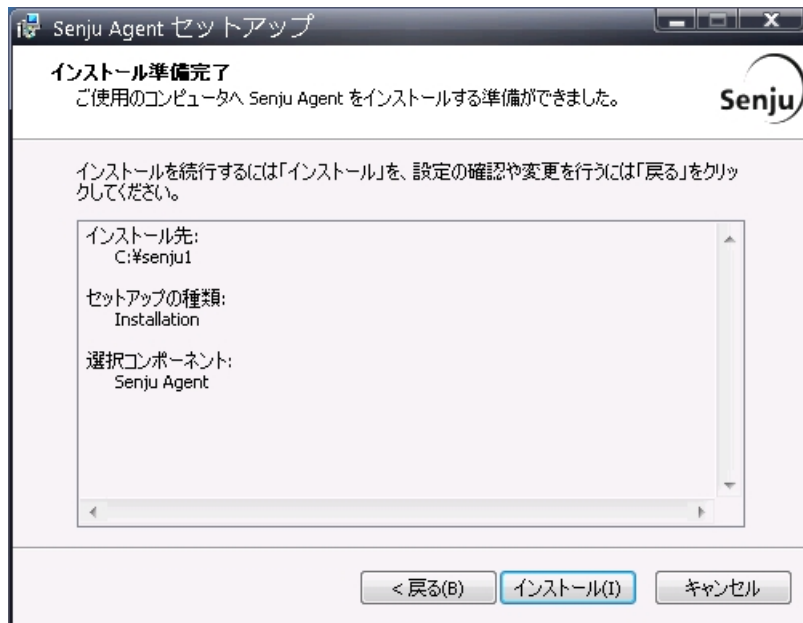 Senju Agent セットアップ
インストール準備完了
ご使用のコンピュータへ Senju Agent をインストールする準備ができました。
Senju
インストールを続行するには「インストール」を、設定の確認や変更を行うには「戻る」をクリッ
クしてください。
インストール先:
C:¥senju1
セットアップの種類:
Installation
選択コンポーネント:
Senju Agent
< 戻る(B)
インストール(I)
キャンセル